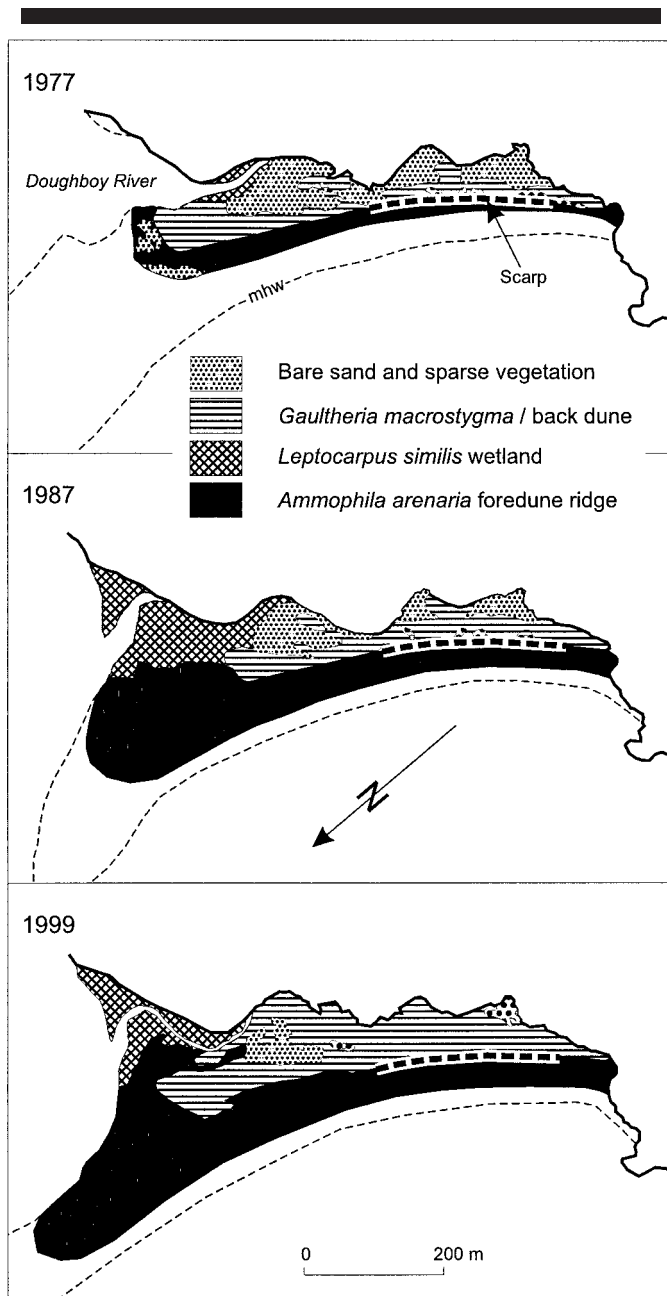 1977
Doughboy River
Scarp
mhw
Bare sand and sparse vegetation
Gaultheria macrostygma / back dune
Leptocarpus similis wetland
Ammophila arenaria foredune ridge
1987
N
1999
0 200 m